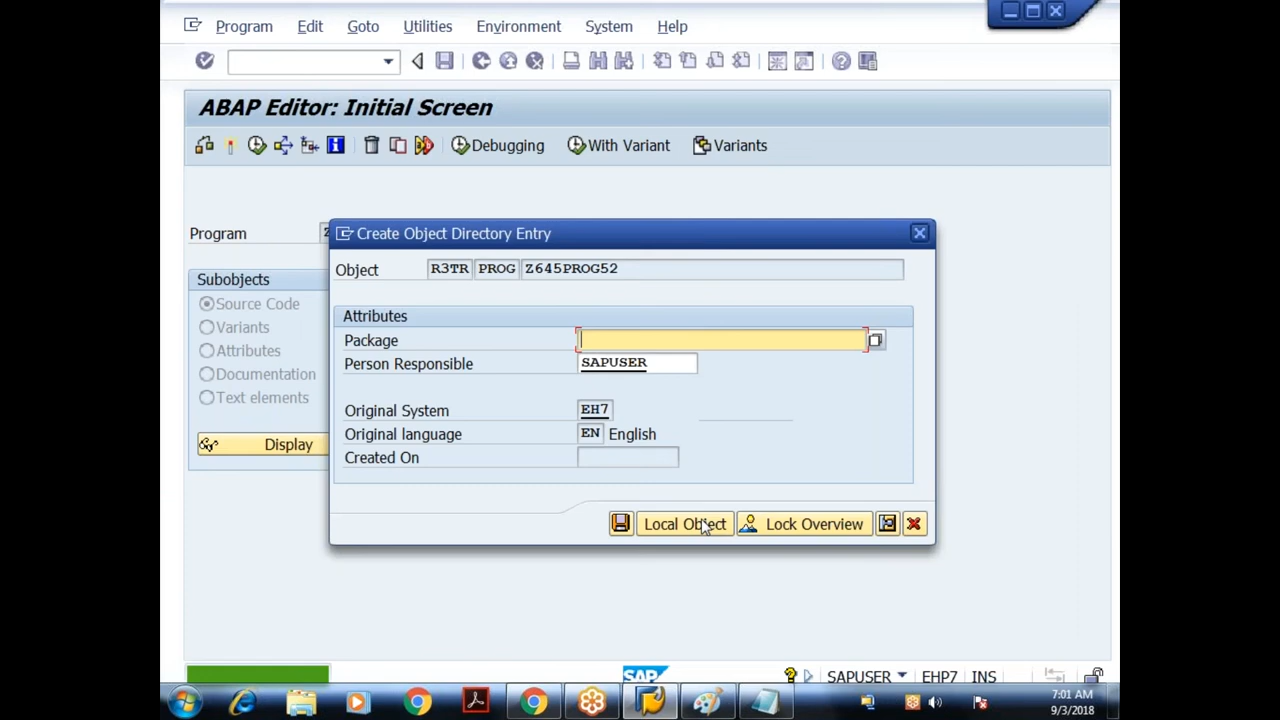 Program Edit Goto Utilities Environment System Help
ABAP Editor: Initial Screen
Debugging With Variant Variants
Program Z
Create Object Directory Entry
Object R3TR PROG Z645PROG52
Subobjects
Source Code
Variants
Attributes
Documentation
Text elements
Display
Attributes
Package
Person Responsible SAPUSER
Original System EH7
Original language EN English
Created On
Local Object Lock Overview
SAP SAPUSER EHP7 INS
7:01 AM
9/3/2018